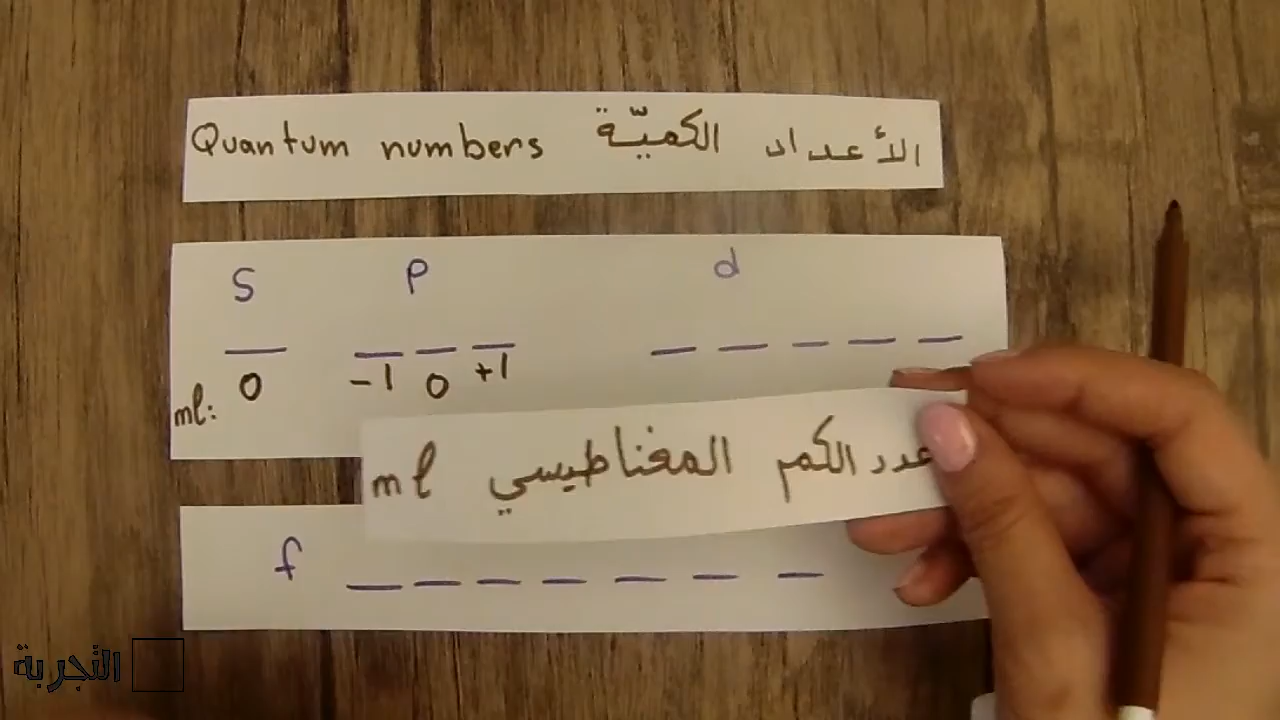 Quantum numbers الأعداد الكميّة
S P d
0 -1 0 +1
ml:
ml عدد الكم المغناطيسي
f
التجربة